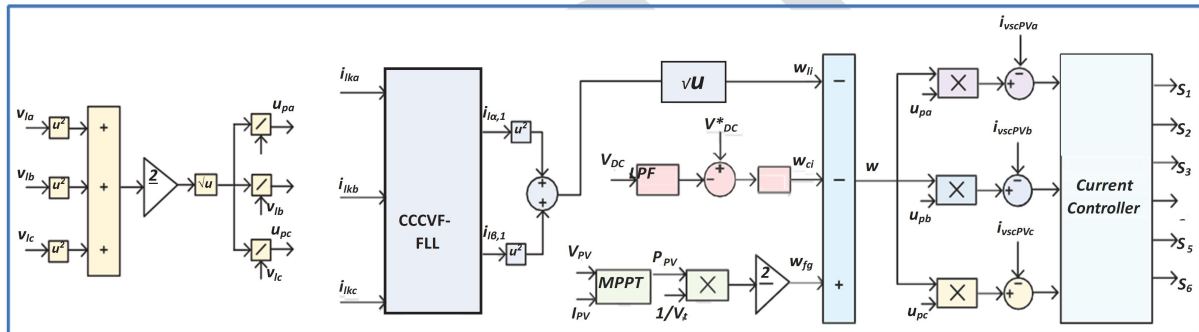 v_la
u²
+
v_lb
u²
+
v_lc
u²
+
2
√u
u_pa
v_la
u_pb
v_lb
u_pc
v_lc
i_lka
i_lkb
i_lkc
CCCVF-
FLL
i_lα,1
u²
i_lβ,1
u²
+
+
√u
w_li
V*_DC
V_DC
LPF
+
-
w_ci
V_PV
I_PV
MPPT
P_PV
1/V_t
×
2
w_fg
−
−
+
w
u_pa
×
i_vscPVa
+
−
u_pb
×
i_vscPVb
+
−
u_pc
×
i_vscPVc
+
−
Current
Controller
S_1
S_2
S_3
S_5
S_6